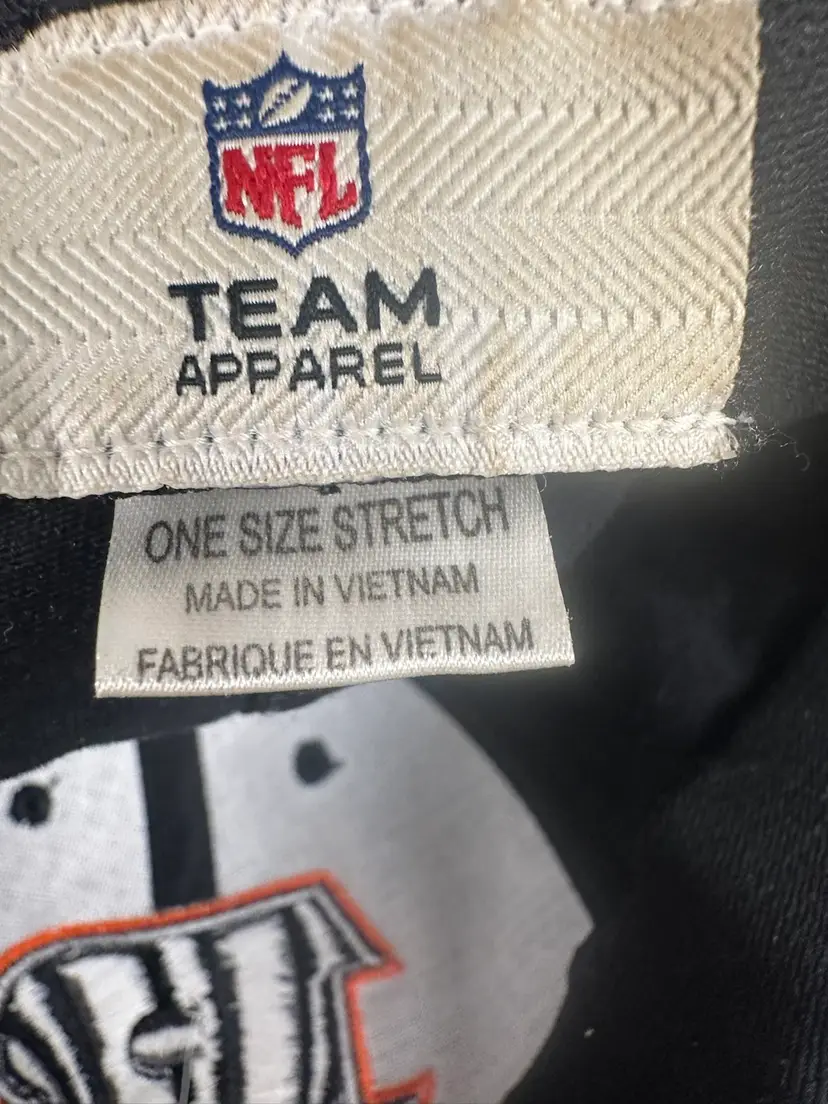 NFL
TEAM
APPAREL
ONE SIZE STRETCH
MADE IN VIETNAM
FABRIQUE EN VIETNAM